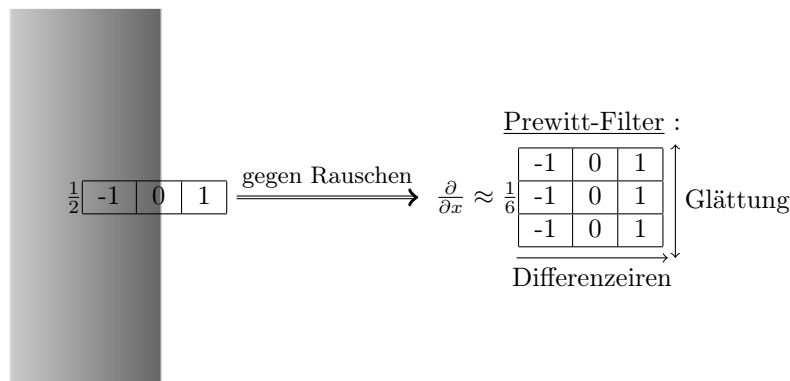 Prewitt-Filter :
gegen Rauschen
1/2 -1 0 1
∂/∂x ≈ 1/6
-1 0 1
-1 0 1
-1 0 1
Glättung
Differenzeiren